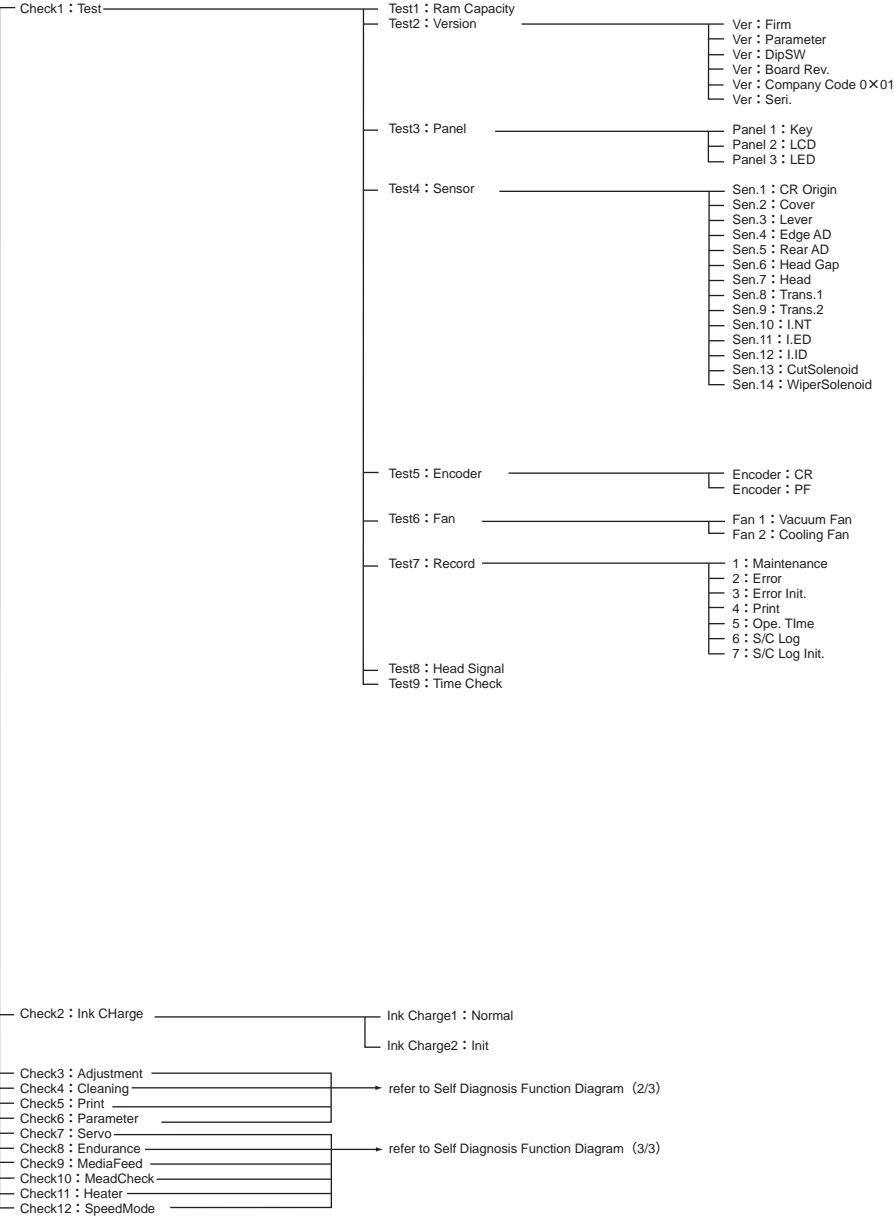 Check1：Test
Test1：Ram Capacity
Test2：Version
Ver：Firm
Ver：Parameter
Ver：DipSW
Ver：Board Rev.
Ver：Company Code 0×01
Ver：Seri.
Test3：Panel
Panel 1：Key
Panel 2：LCD
Panel 3：LED
Test4：Sensor
Sen.1：CR Origin
Sen.2：Cover
Sen.3：Lever
Sen.4：Edge AD
Sen.5：Rear AD
Sen.6：Head Gap
Sen.7：Head
Sen.8：Trans.1
Sen.9：Trans.2
Sen.10：I.NT
Sen.11：I.ED
Sen.12：I.ID
Sen.13：CutSolenoid
Sen.14：WiperSolenoid
Test5：Encoder
Encoder：CR
Encoder：PF
Test6：Fan
Fan 1：Vacuum Fan
Fan 2：Cooling Fan
Test7：Record
1：Maintenance
2：Error
3：Error Init.
4：Print
5：Ope. TIme
6：S/C Log
7：S/C Log Init.
Test8：Head Signal
Test9：Time Check
Check2：Ink CHarge
Ink Charge1：Normal
Ink Charge2：Init
Check3：Adjustment
Check4：Cleaning
Check5：Print
Check6：Parameter
refer to Self Diagnosis Function Diagram（2/3）
Check7：Servo
Check8：Endurance
Check9：MediaFeed
Check10：MeadCheck
Check11：Heater
Check12：SpeedMode
refer to Self Diagnosis Function Diagram（3/3）